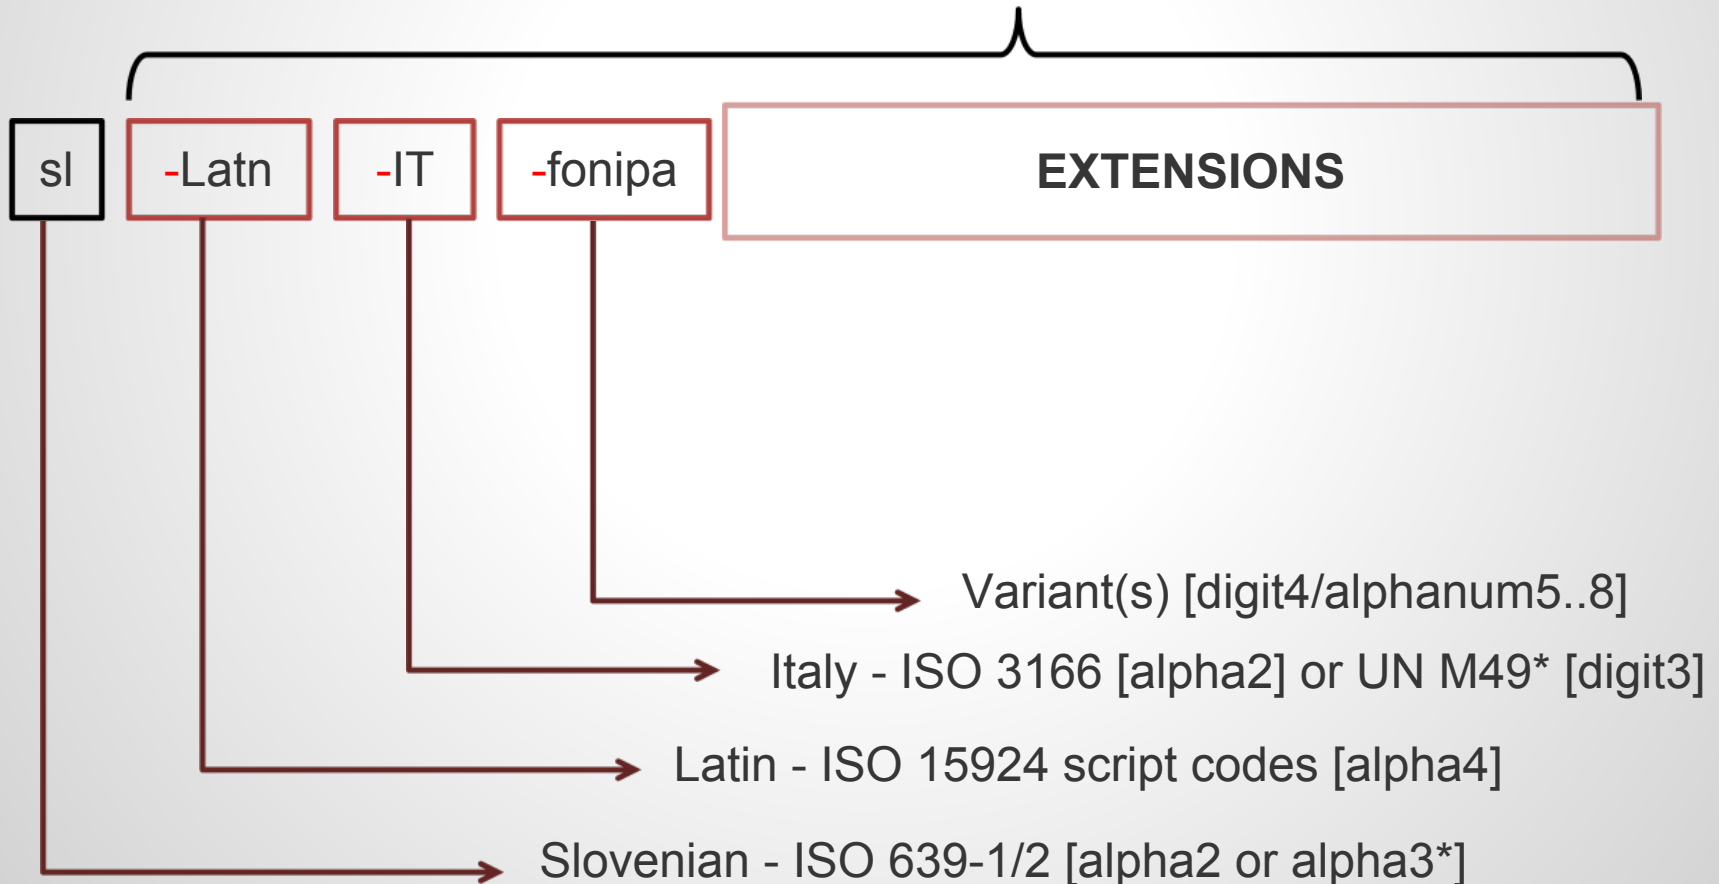 sl -Latn -IT -fonipa EXTENSIONS
Variant(s) [digit4/alphanum5..8]
Italy - ISO 3166 [alpha2] or UN M49* [digit3]
Latin - ISO 15924 script codes [alpha4]
Slovenian - ISO 639-1/2 [alpha2 or alpha3*]